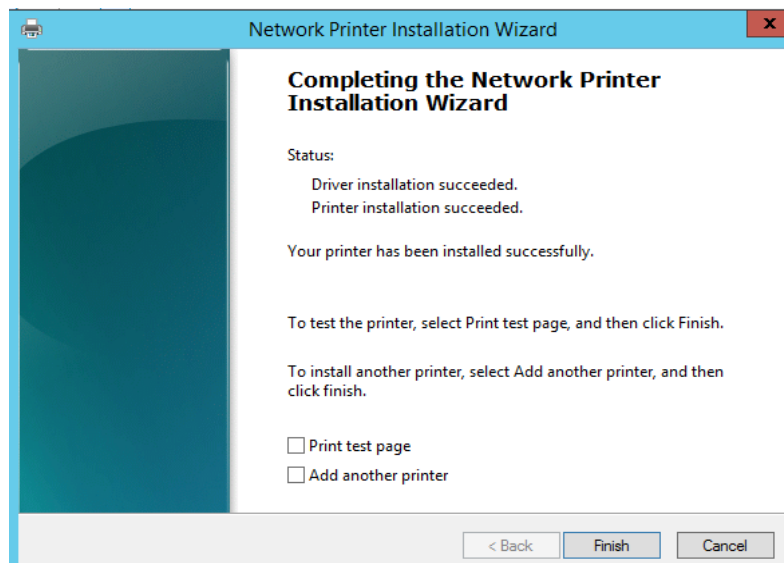 Network Printer Installation Wizard
x
Completing the Network Printer
Installation Wizard
Status:
Driver installation succeeded.
Printer installation succeeded.
Your printer has been installed successfully.
To test the printer, select Print test page, and then click Finish.
To install another printer, select Add another printer, and then
click finish.
Print test page
Add another printer
< Back
Finish
Cancel